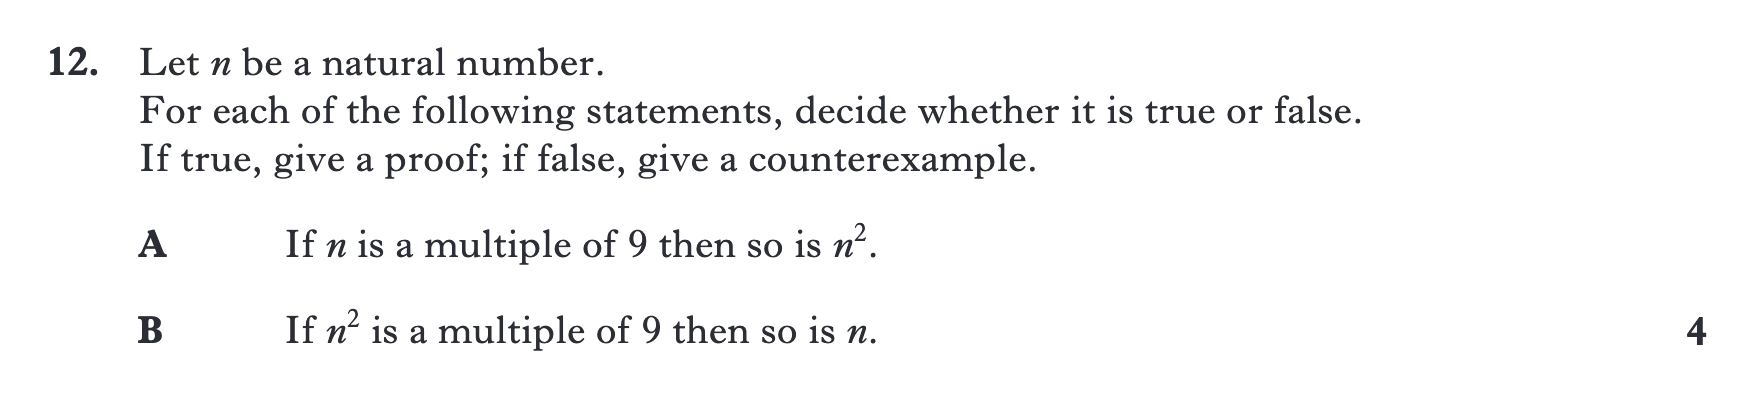 12. Let n be a natural number.
For each of the following statements, decide whether it is true or false.
If true, give a proof; if false, give a counterexample.
A If n is a multiple of 9 then so is n².
B If n² is a multiple of 9 then so is n. 4